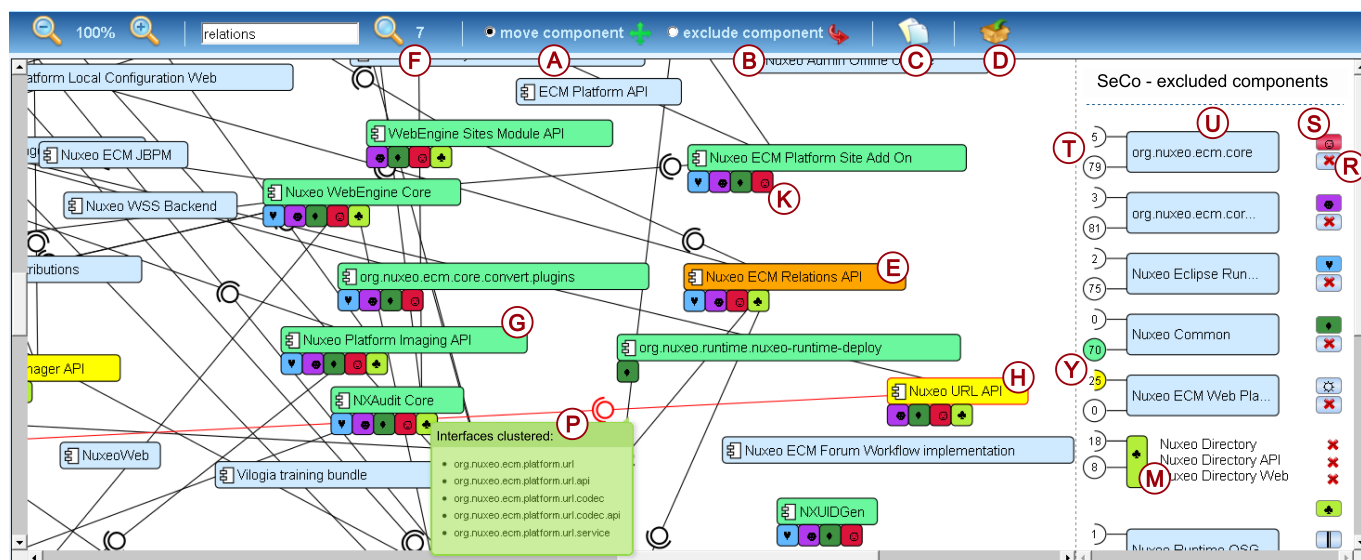 100% relations 7 move component exclude component
F A B C D
Nuxeo Admin Offline
atform Local Configuration Web
ECM Platform API
SeCo - excluded components
WebEngine Sites Module API
Nuxeo ECM JBPM
Nuxeo ECM Platform Site Add On
K
Nuxeo WebEngine Core
Nuxeo WSS Backend
tributions
org.nuxeo.ecm.core.convert.plugins
Nuxeo ECM Relations API
E
Nuxeo Platform Imaging API
G
org.nuxeo.runtime.nuxeo-runtime-deploy
nager API
Nuxeo URL API
H
NXAudit Core
P
Interfaces clustered:
org.nuxeo.ecm.platform.url
org.nuxeo.ecm.platform.url.api
org.nuxeo.ecm.platform.url.codec
org.nuxeo.ecm.platform.url.codec.api
org.nuxeo.ecm.platform.url.service
NuxeoWeb
Vilogia training bundle
Nuxeo ECM Forum Workflow implementation
NXUIDGen
U S
T 5 79 org.nuxeo.ecm.core R
3 81 org.nuxeo.ecm.cor...
2 75 Nuxeo Eclipse Run...
0 70 Nuxeo Common
Y 25 0 Nuxeo ECM Web Pla...
18 8 Nuxeo Directory
Nuxeo Directory API
M Nuxeo Directory Web
1 Nuxeo Runtime OSG